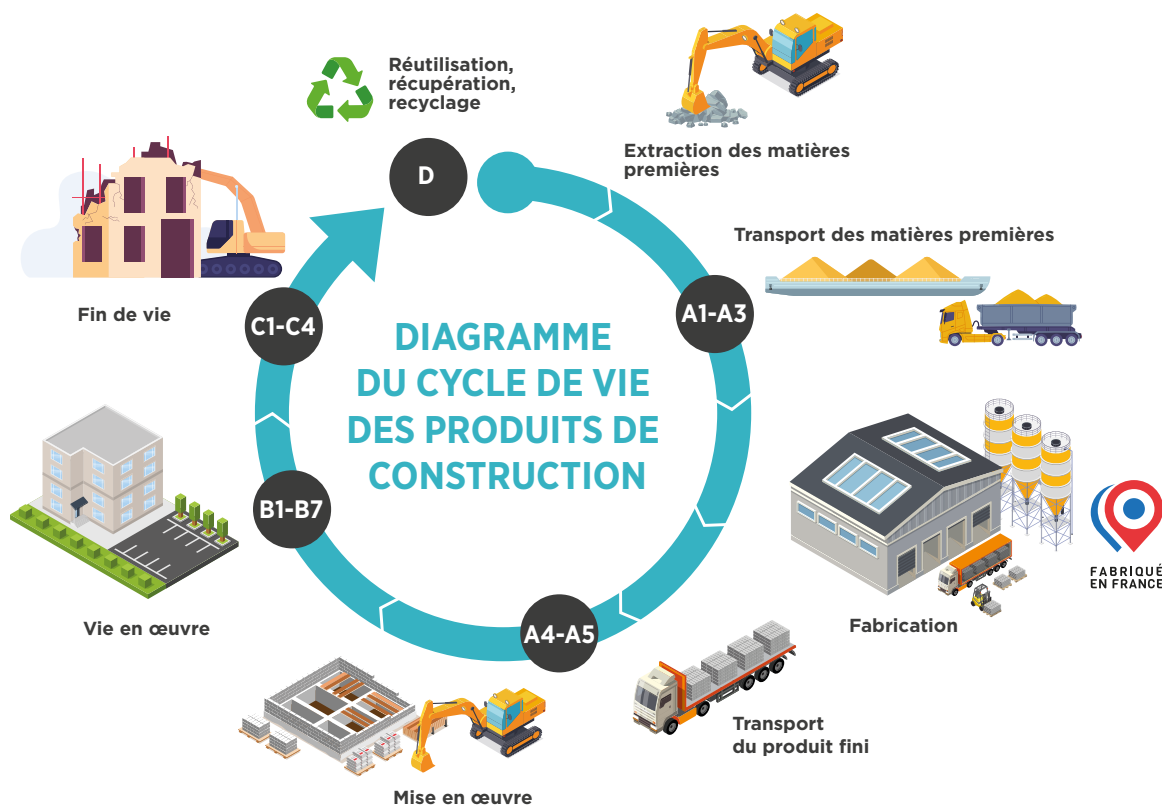 Réutilisation,
récupération,
recyclage
D
Extraction des matières
premières
Transport des matières premières
A1-A3
Fin de vie
C1-C4
DIAGRAMME
DU CYCLE DE VIE
DES PRODUITS DE
CONSTRUCTION
B1-B7
FABRIQUÉ
EN FRANCE
Fabrication
Vie en œuvre
A4-A5
Transport
du produit fini
Mise en œuvre